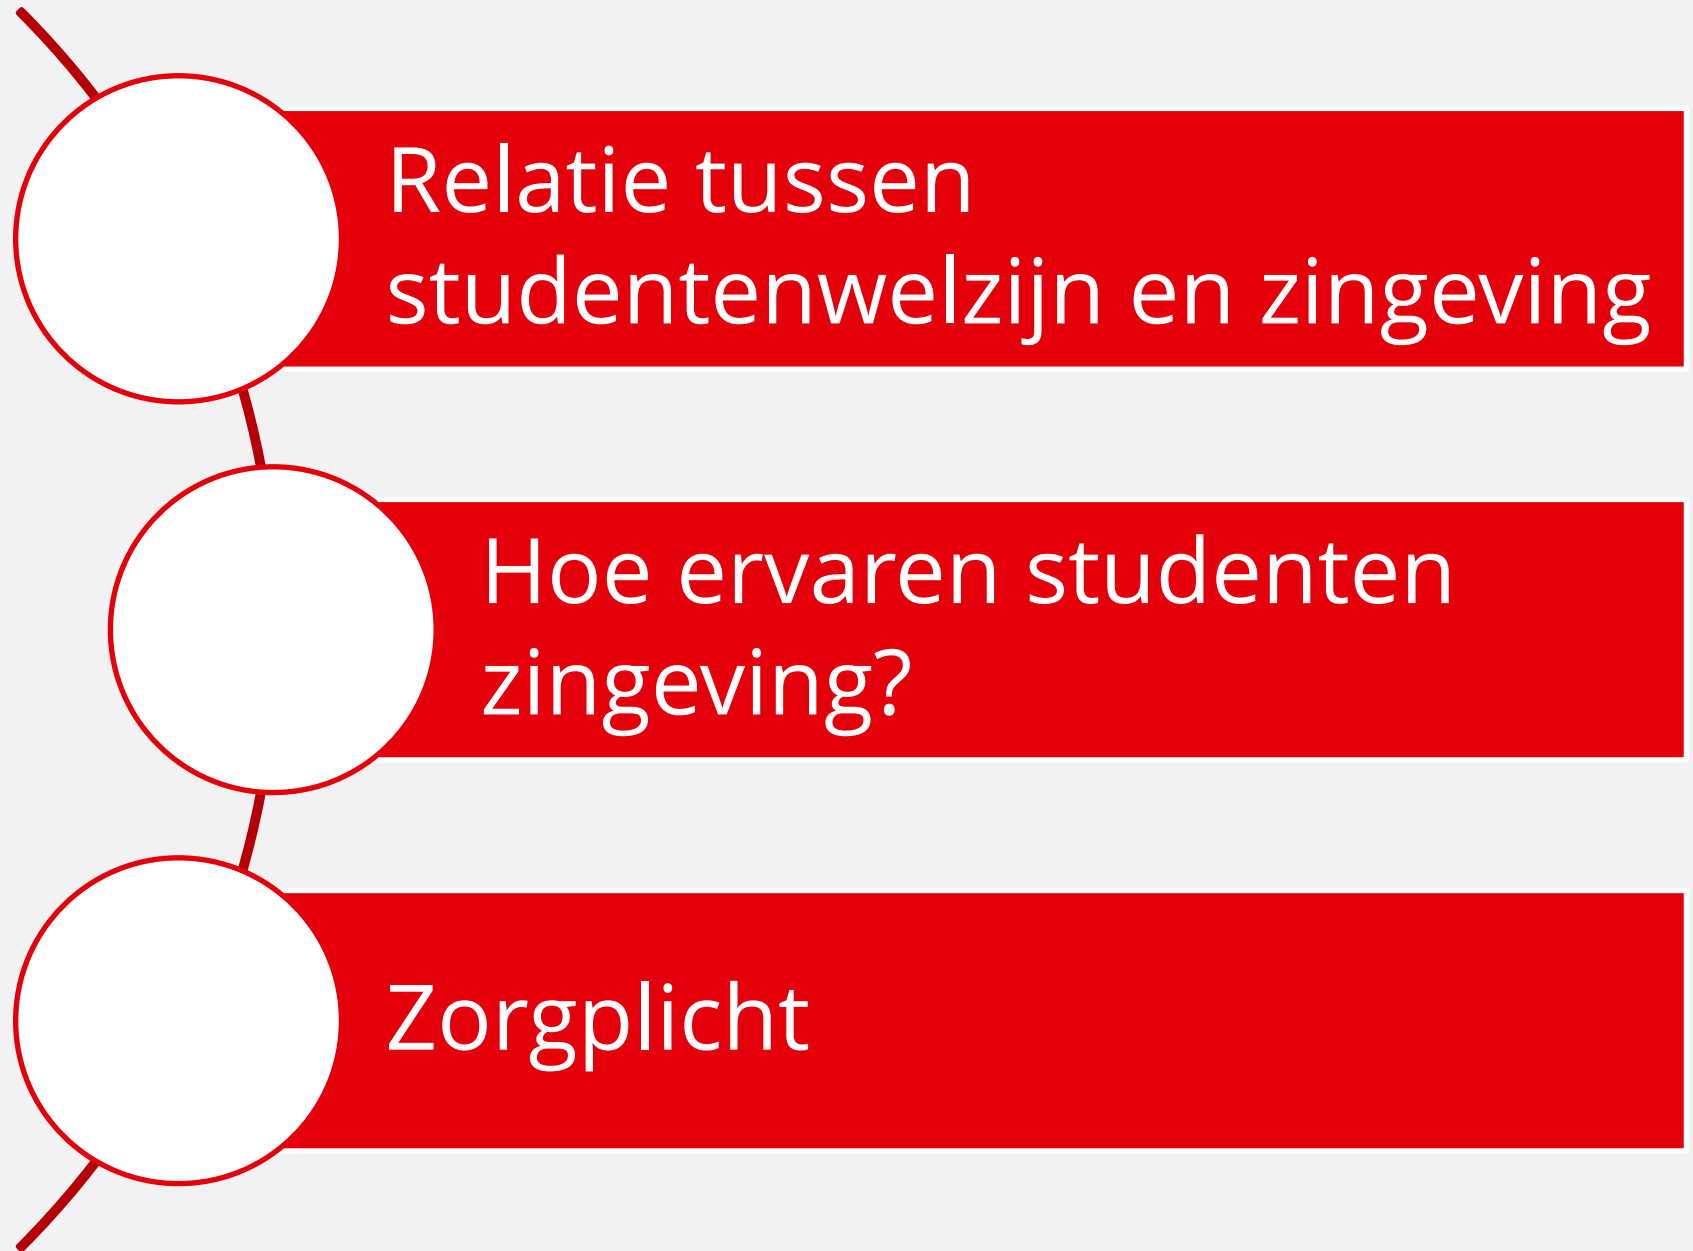 Relatie tussen
studentenwelzijn en zingeving
Hoe ervaren studenten
zingeving?
Zorgplicht